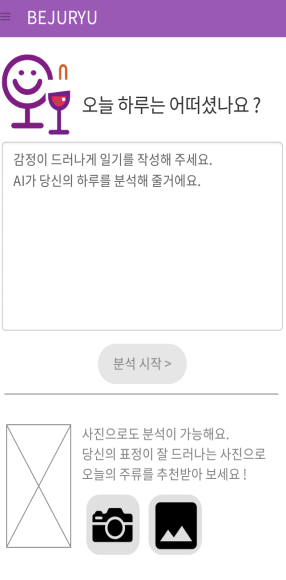 BEJURYU
오늘 하루는 어떠셨나요 ?
감정이 드러나게 일기를 작성해 주세요.
AI가 당신의 하루를 분석해 줄거에요.
분석 시작 >
사진으로도 분석이 가능해요.
당신의 표정이 잘 드러나는 사진으로
오늘의 주류를 추천받아 보세요 !